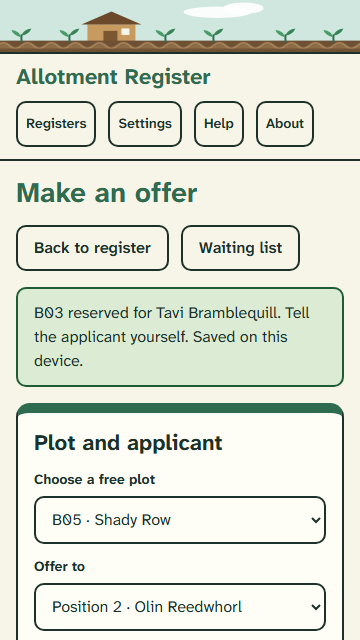 Allotment Register
Registers Settings Help About
Make an offer
Back to register Waiting list
B03 reserved for Tavi Bramblequill. Tell
the applicant yourself. Saved on this
device.
Plot and applicant
Choose a free plot
B05 · Shady Row
Offer to
Position 2 · Olin Reedwhorl